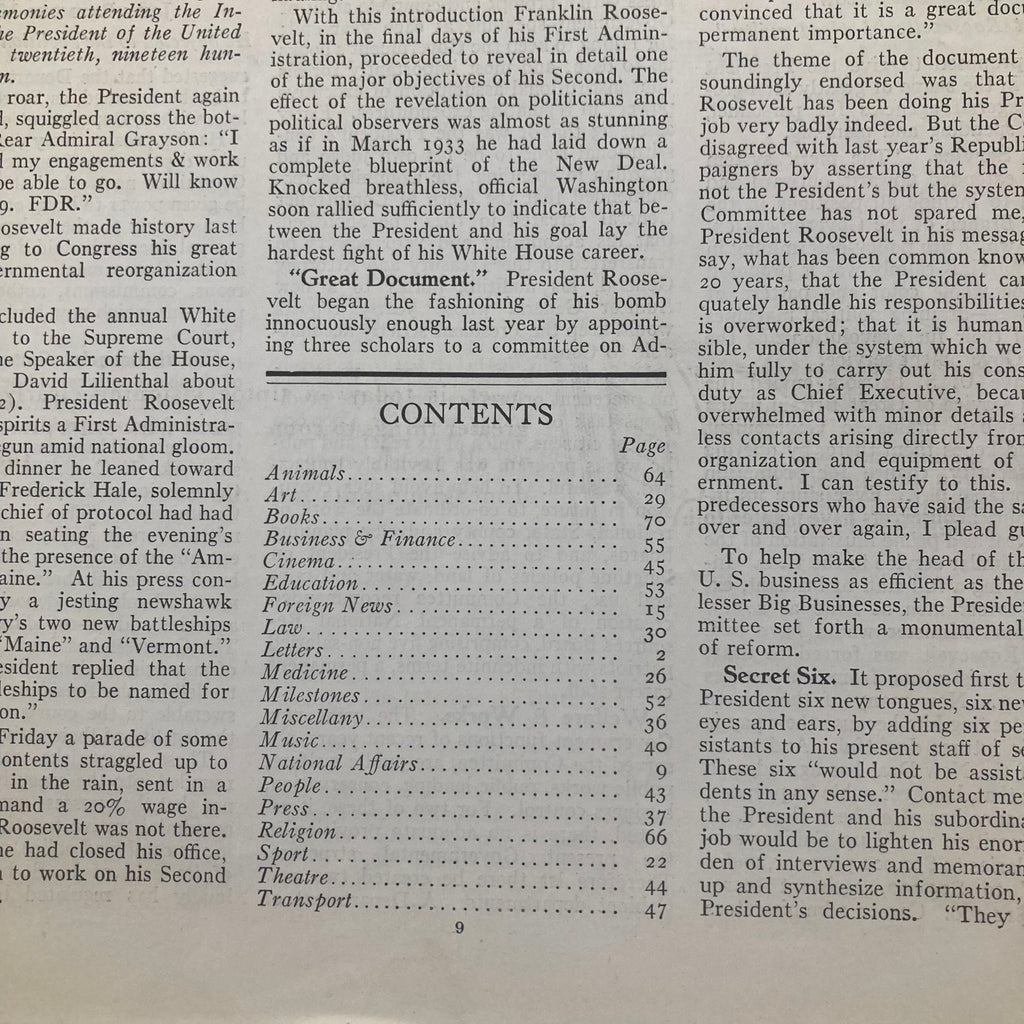 monies attending the In-
he President of the United
twentieth, nineteen hun-
n.
roar, the President again
, squiggled across the bot-
ear Admiral Grayson: "I
my engagements & work
be able to go. Will know
9. FDR."
osevelt made history last
g to Congress his great
ernmental reorganization
cluded the annual White
to the Supreme Court,
he Speaker of the House,
David Lilienthal about
2). President Roosevelt
spirits a First Administra-
gun amid national gloom.
dinner he leaned toward
Frederick Hale, solemnly
chief of protocol had had
n seating the evening's
the presence of the "Am-
aine." At his press con-
y a jesting newshawk
ry's two new battleships
"Maine" and "Vermont."
esident replied that the
leships to be named for
on."
Friday a parade of some
ontents straggled up to
in the rain, sent in a
mand a 20% wage in-
Roosevelt was not there.
he had closed his office,
to work on his Second
With this introduction Franklin Roose-
velt, in the final days of his First Admin-
istration, proceeded to reveal in detail one
of the major objectives of his Second. The
effect of the revelation on politicians and
political observers was almost as stunning
as if in March 1933 he had laid down a
complete blueprint of the New Deal.
Knocked breathless, official Washington
soon rallied sufficiently to indicate that be-
tween the President and his goal lay the
hardest fight of his White House career.
"Great Document." President Roose-
velt began the fashioning of his bomb
innocuously enough last year by appoint-
ing three scholars to a committee on Ad-
CONTENTS
Page
Animals.............................. 64
Art.............................. 29
Books.............................. 70
Business & Finance.................... 55
Cinema.............................. 45
Education.............................. 53
Foreign News.......................... 15
Law.............................. 30
Letters.............................. 2
Medicine.............................. 26
Milestones.............................. 52
Miscellany.............................. 36
Music.............................. 40
National Affairs....................... 9
People.............................. 43
Press.............................. 37
Religion.............................. 66
Sport.............................. 22
Theatre.............................. 44
Transport.............................. 47
9
convinced that it is a great docu
permanent importance."
The theme of the document
soundingly endorsed was that
Roosevelt has been doing his Pr
job very badly indeed. But the C
disagreed with last year's Republi
paigners by asserting that the
not the President's but the system
Committee has not spared me,
President Roosevelt in his messag
say, what has been common know
20 years, that the President can
quately handle his responsibilities
is overworked; that it is human
sible, under the system which we
him fully to carry out his cons
duty as Chief Executive, becau
overwhelmed with minor details
less contacts arising directly from
organization and equipment of
ernment. I can testify to this.
predecessors who have said the sa
over and over again, I plead gu
To help make the head of th
U. S. business as efficient as the
lesser Big Businesses, the Preside
mittee set forth a monumental
of reform.
Secret Six. It proposed first t
President six new tongues, six ne
eyes and ears, by adding six pe
sistants to his present staff of se
These six "would not be assist
dents in any sense." Contact me
the President and his subordina
job would be to lighten his enor
den of interviews and memoran
up and synthesize information,
President's decisions. "They